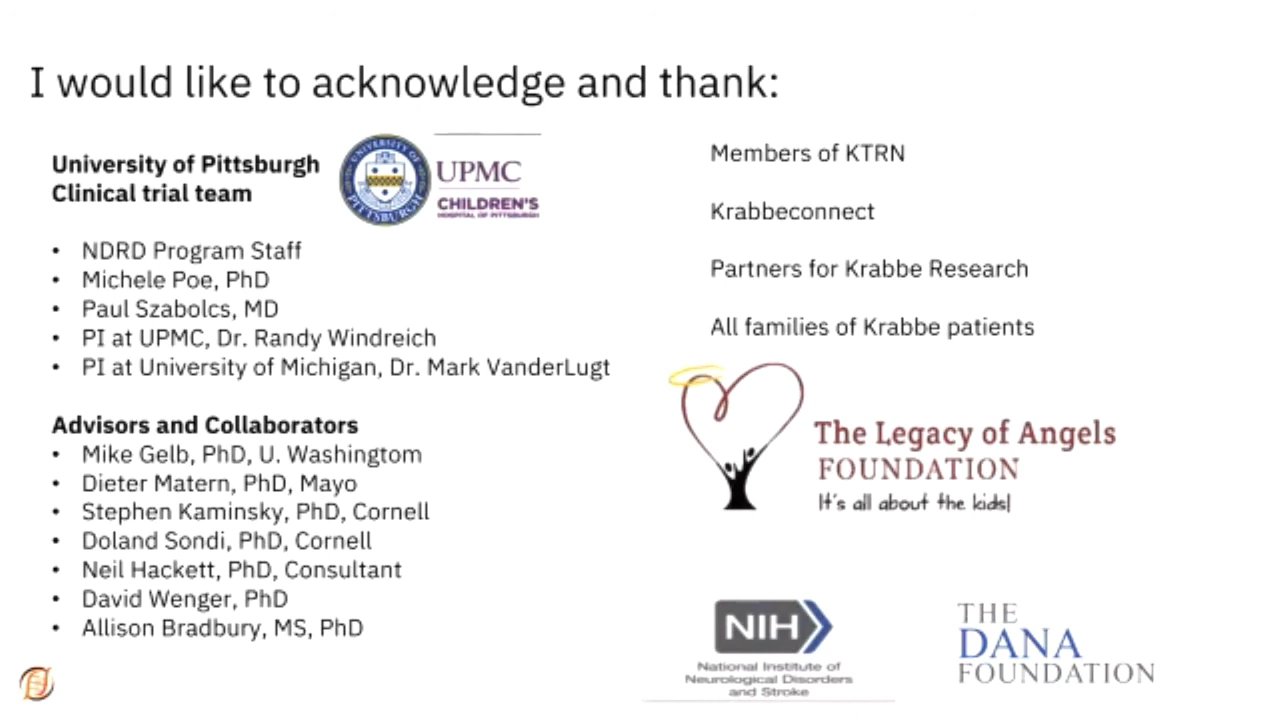 I would like to acknowledge and thank:
University of Pittsburgh
Clinical trial team
UNIVERSITY OF PITTSBURGH
UPMC
CHILDREN'S
HOSPITAL OF PITTSBURGH
• NDRD Program Staff
• Michele Poe, PhD
• Paul Szabolcs, MD
• PI at UPMC, Dr. Randy Windreich
• PI at University of Michigan, Dr. Mark VanderLugt
Advisors and Collaborators
• Mike Gelb, PhD, U. Washingtom
• Dieter Matern, PhD, Mayo
• Stephen Kaminsky, PhD, Cornell
• Doland Sondi, PhD, Cornell
• Neil Hackett, PhD, Consultant
• David Wenger, PhD
• Allison Bradbury, MS, PhD
Members of KTRN
Krabbeconnect
Partners for Krabbe Research
All families of Krabbe patients
The Legacy of Angels
FOUNDATION
It's all about the kids!
NIH
National Institute of
Neurological Disorders
and Stroke
THE
DANA
FOUNDATION